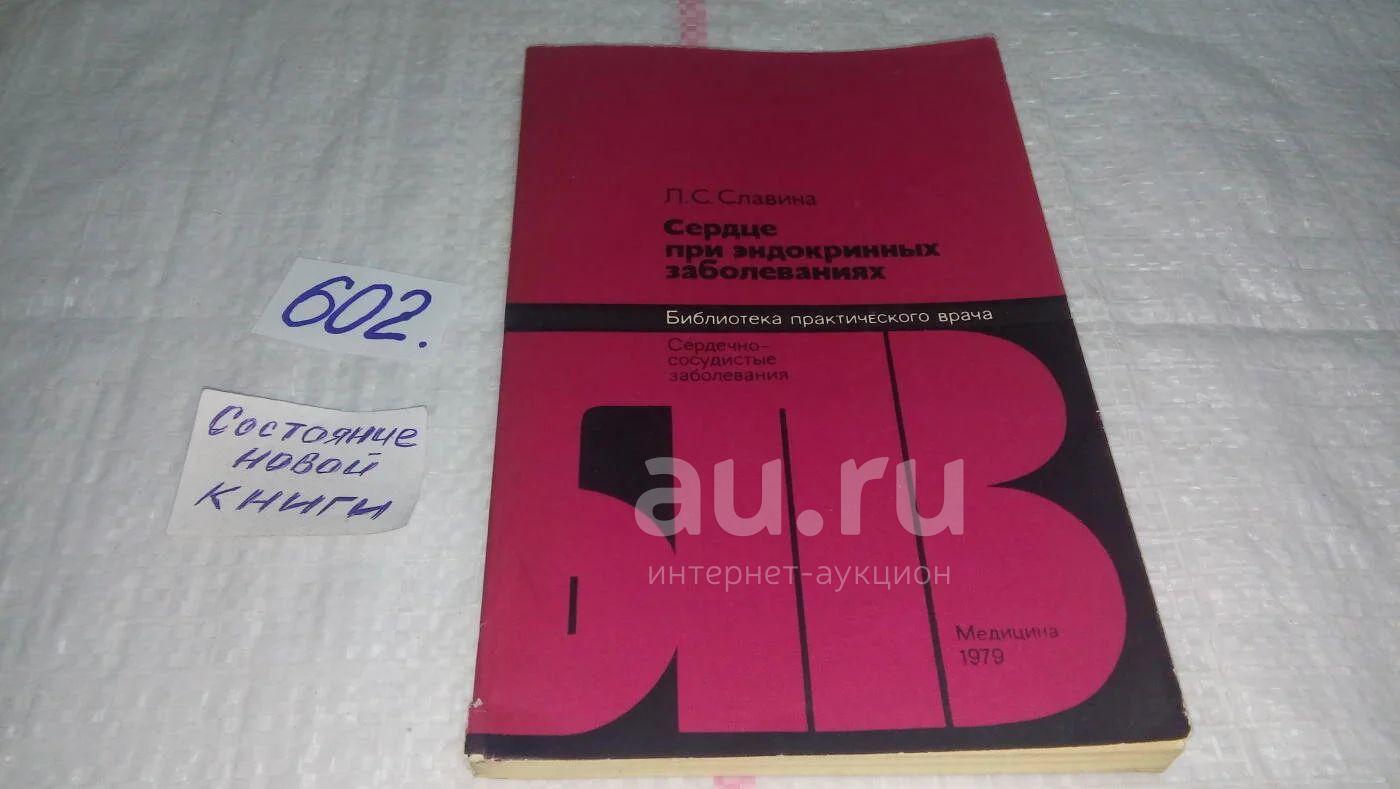 Л.С.Славина
Сердце
при эндокринных
заболеваниях
Библиотека практического врача
Сердечно-
сосудистые
заболевания
БПВ
Медицина
1979
602.
Состояние
новой
книги
au.ru
интернет-аукцион